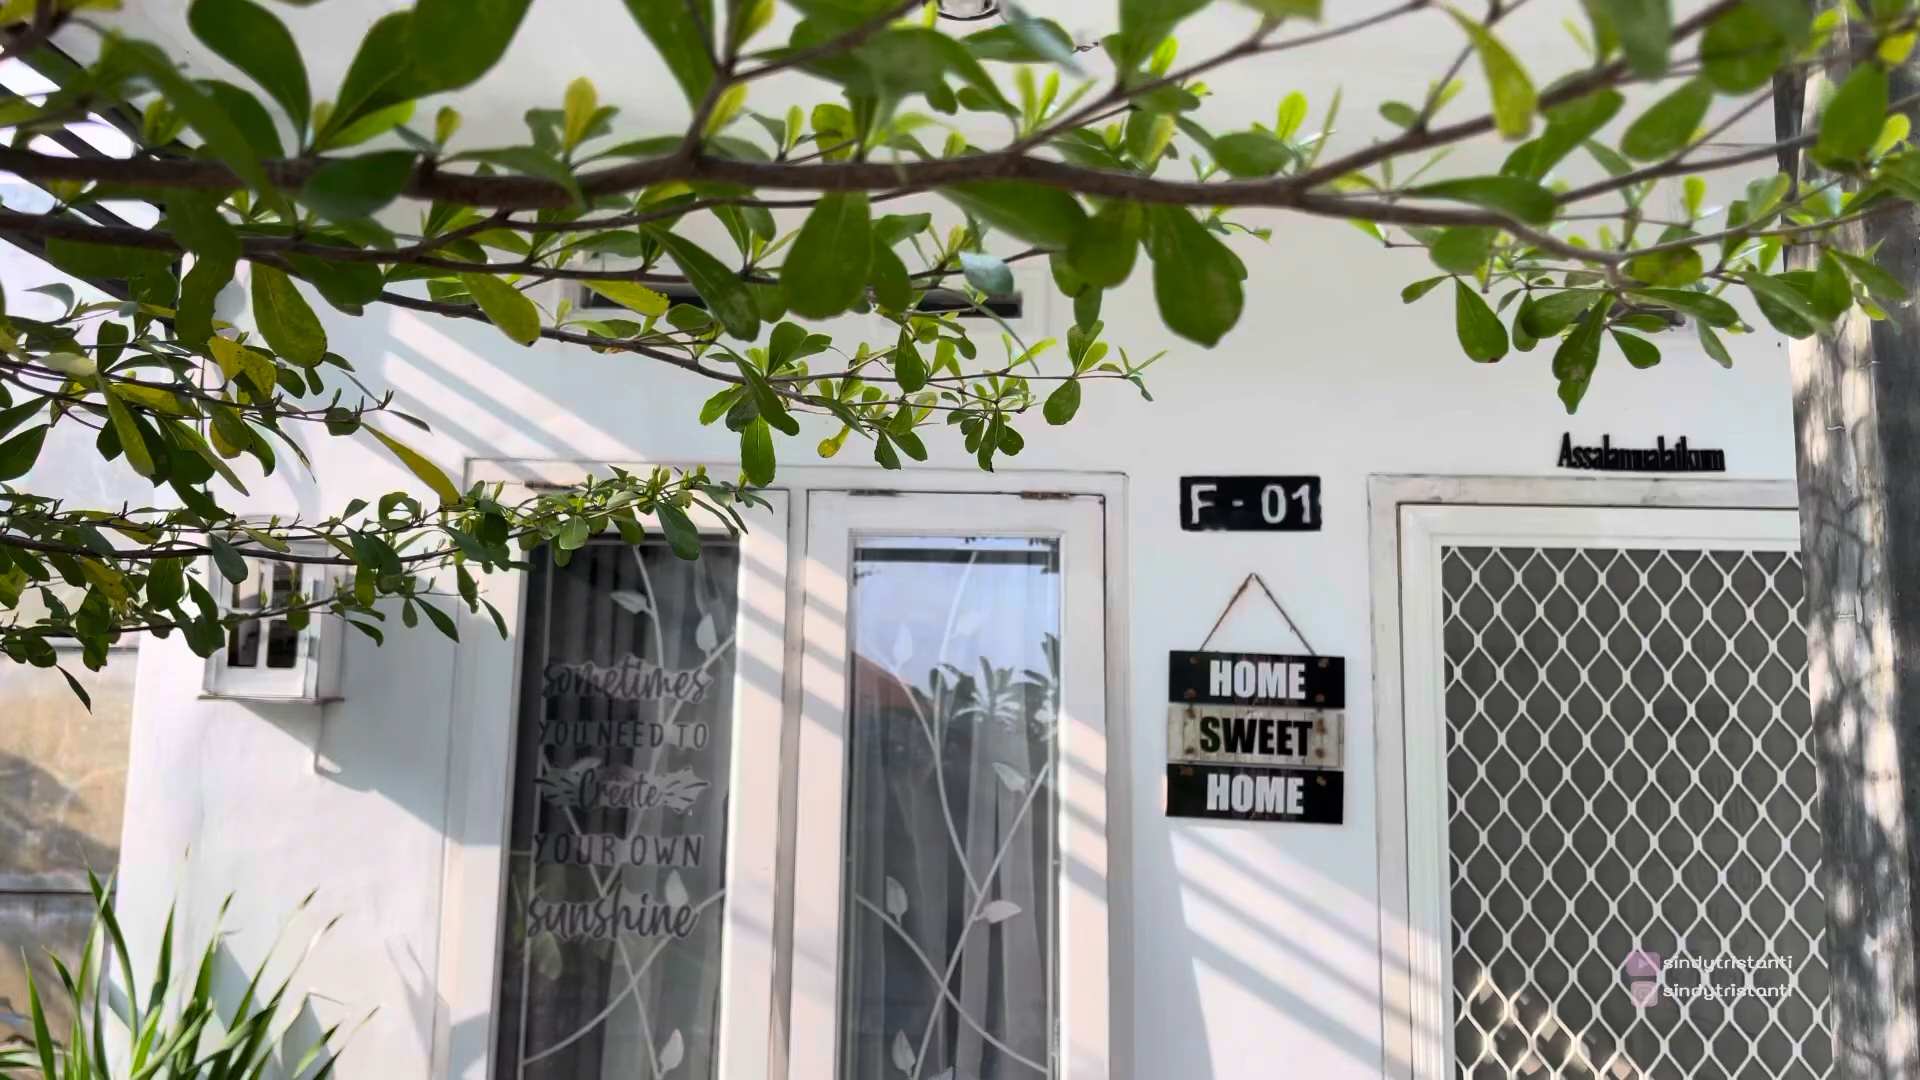 Assalamualaikum
F - 01
HOME
SWEET
HOME
sometimes
YOU NEED TO
Create
YOUR OWN
sunshine
sindytristanti
sindytristanti